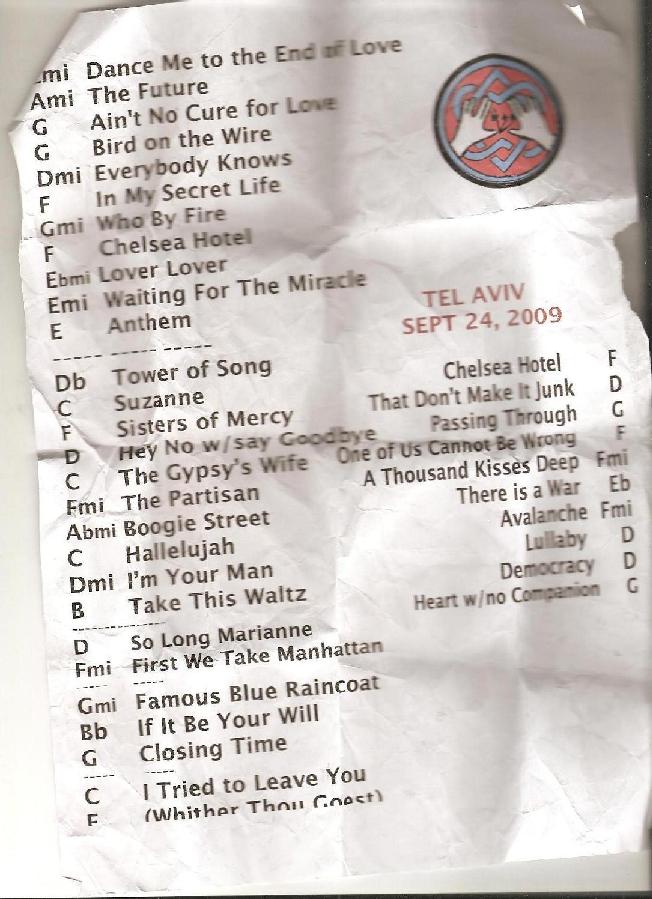 mi Dance Me to the End of Love
Ami The Future
G Ain't No Cure for Love
G Bird on the Wire
Dmi Everybody Knows
F In My Secret Life
Gmi Who By Fire
F Chelsea Hotel
Ebmi Lover Lover
Emi Waiting For The Miracle
E Anthem
----- ----- -----
Db Tower of Song
C Suzanne
F Sisters of Mercy
D Hey No w/say Goodbye
C The Gypsy's Wife
Fmi The Partisan
Abmi Boogie Street
C Hallelujah
Dmi I'm Your Man
B Take This Waltz
---------------
D So Long Marianne
Fmi First We Take Manhattan
----- -----
Gmi Famous Blue Raincoat
Bb If It Be Your Will
G Closing Time
----- -----
C I Tried to Leave You
F (Whither Thou Goest)
TEL AVIV
SEPT 24, 2009
Chelsea Hotel F
That Don't Make It Junk D
Passing Through G
One of Us Cannot Be Wrong F
A Thousand Kisses Deep Fmi
There is a War Eb
Avalanche Fmi
Lullaby D
Democracy D
Heart w/no Companion G